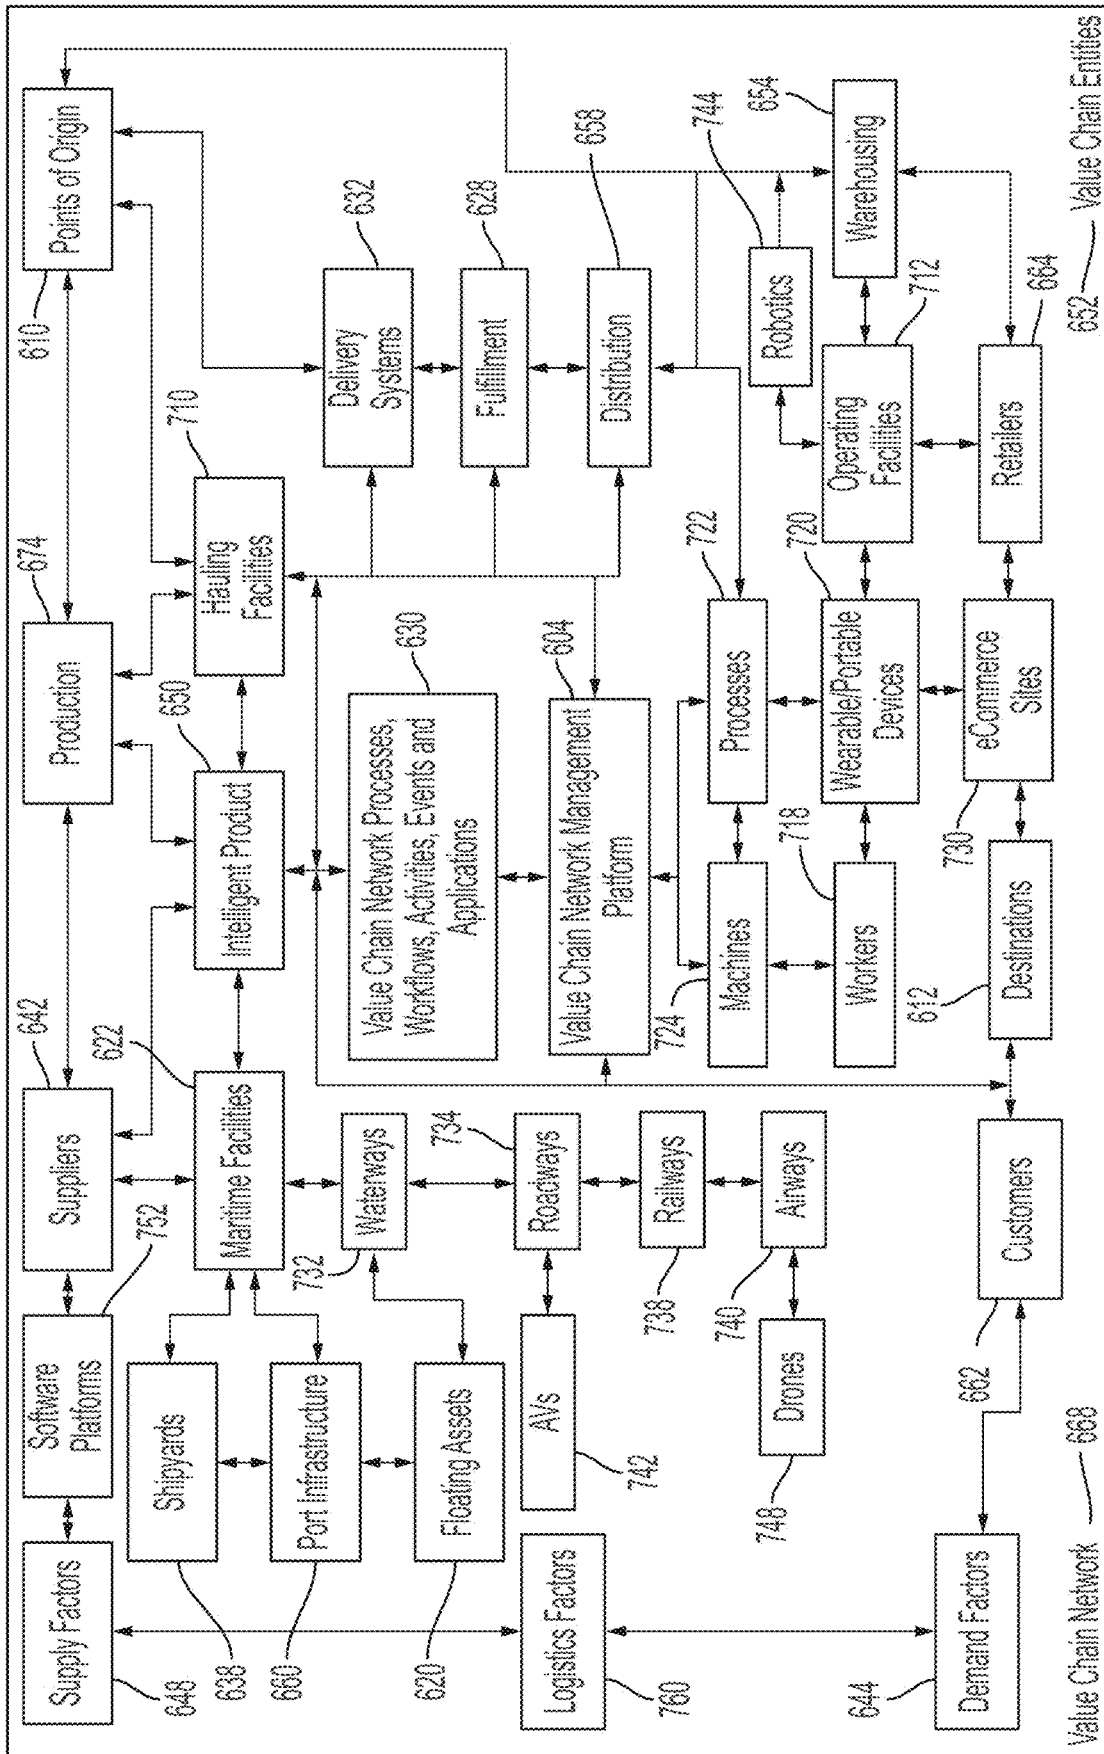 Supply Factors
648
Software
Platforms
752
Suppliers
642
Production
674
Points of Origin
610
Shipyards
638
Maritime Facilities
622
Intelligent Product
650
Hauling
Facilities
710
Port Infrastructure
660
Waterways
732
Floating Assets
620
Value Chain Network Processes,
Workflows, Activities, Events and
Applications
630
Delivery
Systems
632
Fulfillment
628
Logistics Factors
760
AVs
742
Roadways
734
Value Chain Network Management
Platform
604
Distribution
658
Railways
738
Drones
748
Airways
740
Machines
724
Processes
722
Robotics
744
Workers
718
Wearable/Portable
Devices
720
Operating
Facilities
712
Warehousing
654
Demand Factors
644
Customers
662
Destinations
612
eCommerce
Sites
730
Retailers
664
Value Chain Network 668
652 Value Chain Entities